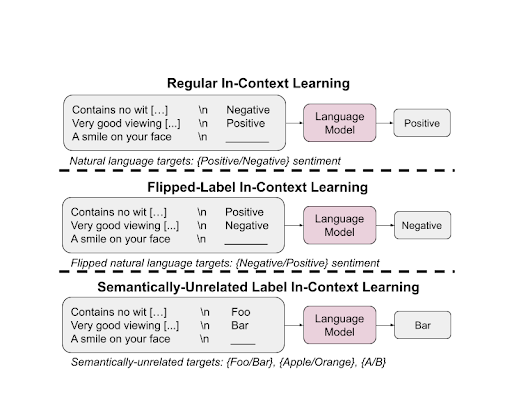 Regular In-Context Learning
Contains no wit [...] \n Negative
Very good viewing [...] \n Positive
A smile on your face \n ______
Language
Model
Positive
Natural language targets: {Positive/Negative} sentiment
Flipped-Label In-Context Learning
Contains no wit [...] \n Positive
Very good viewing [...] \n Negative
A smile on your face \n ______
Language
Model
Negative
Flipped natural language targets: {Negative/Positive} sentiment
Semantically-Unrelated Label In-Context Learning
Contains no wit [...] \n Foo
Very good viewing [...] \n Bar
A smile on your face \n ____
Language
Model
Bar
Semantically-unrelated targets: {Foo/Bar}, {Apple/Orange}, {A/B}